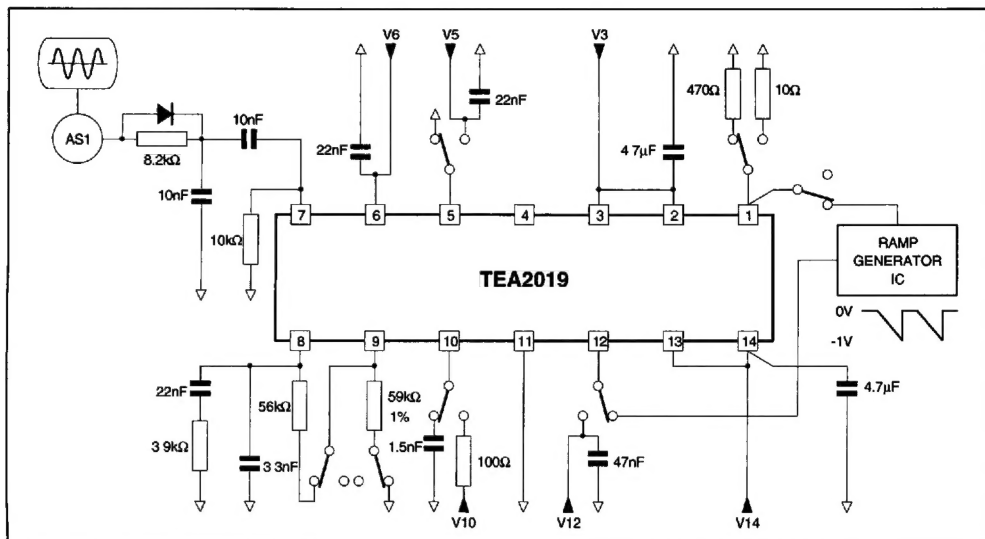 V6 V5 V3
22nF
470Ω 10Ω
AS1
10nF
8.2kΩ
22nF
4 7µF
10nF
10kΩ
7 6 5 4 3 2 1
RAMP
GENERATOR
IC
TEA2019
0V
-1V
8 9 10 11 12 13 14
22nF
56kΩ
59kΩ
1%
4.7µF
3 9kΩ
3 3nF
1.5nF
100Ω
47nF
V10 V12 V14